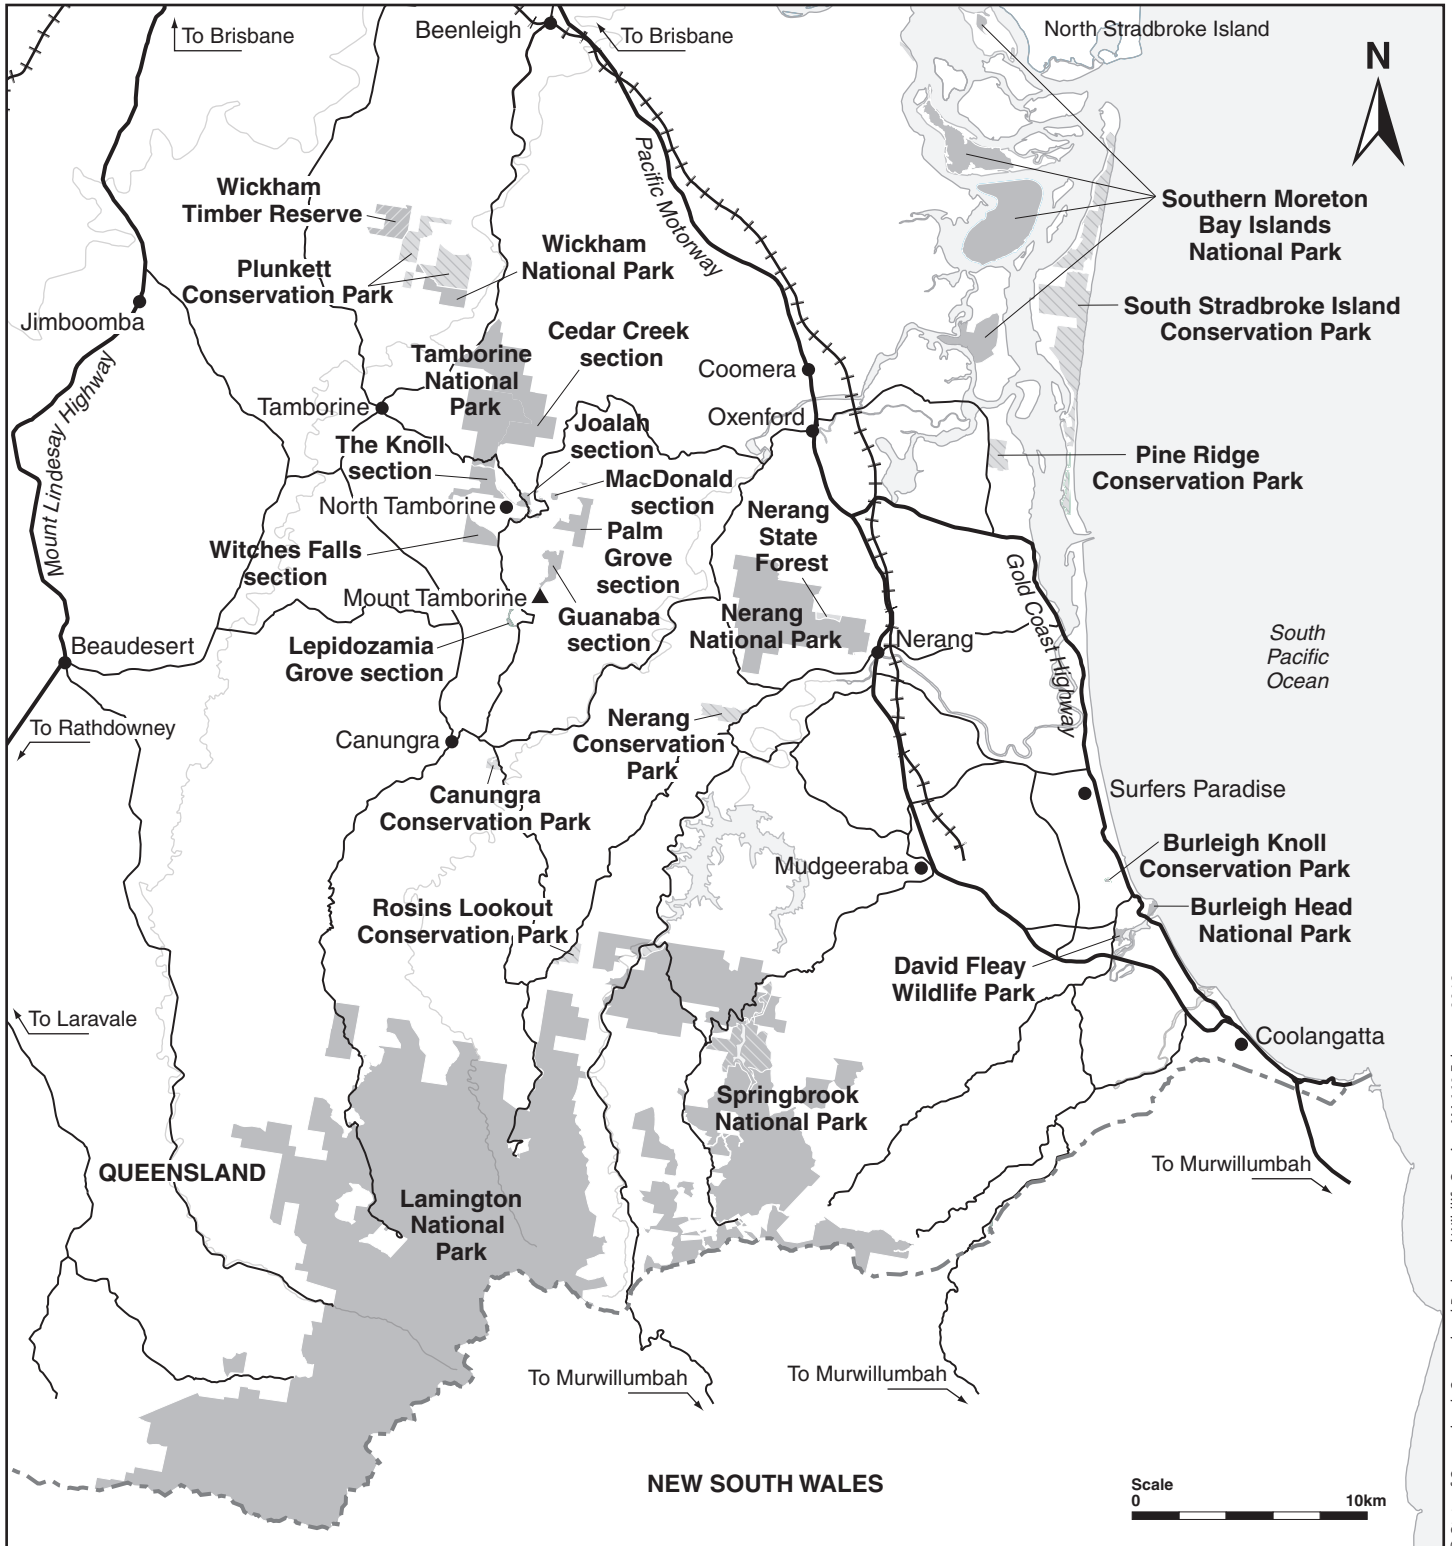 To Brisbane
Beenleigh
To Brisbane
North Stradbroke Island
N
Pacific Motorway
Wickham
Timber Reserve
Southern Moreton
Bay Islands
National Park
Wickham
National Park
Plunkett
Conservation Park
South Stradbroke Island
Conservation Park
Jimboomba
Cedar Creek
section
Tamborine
National
Park
Coomera
Mount Lindesay Highway
Tamborine
Oxenford
Joalah
section
The Knoll
section
Pine Ridge
Conservation Park
MacDonald
section
North Tamborine
Nerang
State
Forest
Palm
Grove
section
Witches Falls
section
Gold Coast Highway
Mount Tamborine
Guanaba
section
Nerang
National Park
Nerang
South
Pacific
Ocean
Beaudesert
Lepidozamia
Grove section
To Rathdowney
Nerang
Conservation
Park
Canungra
Canungra
Conservation Park
Surfers Paradise
Burleigh Knoll
Conservation Park
Mudgeeraba
Rosins Lookout
Conservation Park
Burleigh Head
National Park
David Fleay
Wildlife Park
To Laravale
Coolangatta
Springbrook
National Park
QUEENSLAND
To Murwillumbah
Lamington
National
Park
To Murwillumbah
To Murwillumbah
NEW SOUTH WALES
Scale
0 10km